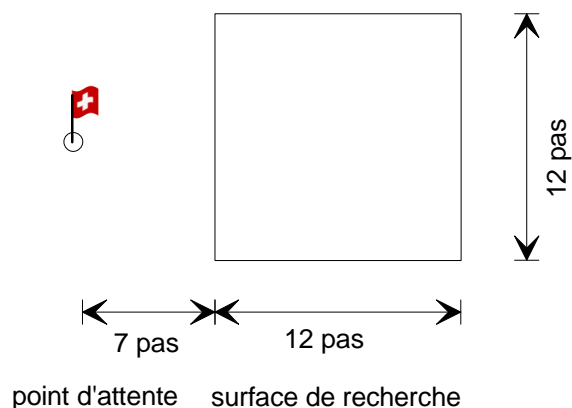 12 pas
7 pas
12 pas
point d'attente
surface de recherche